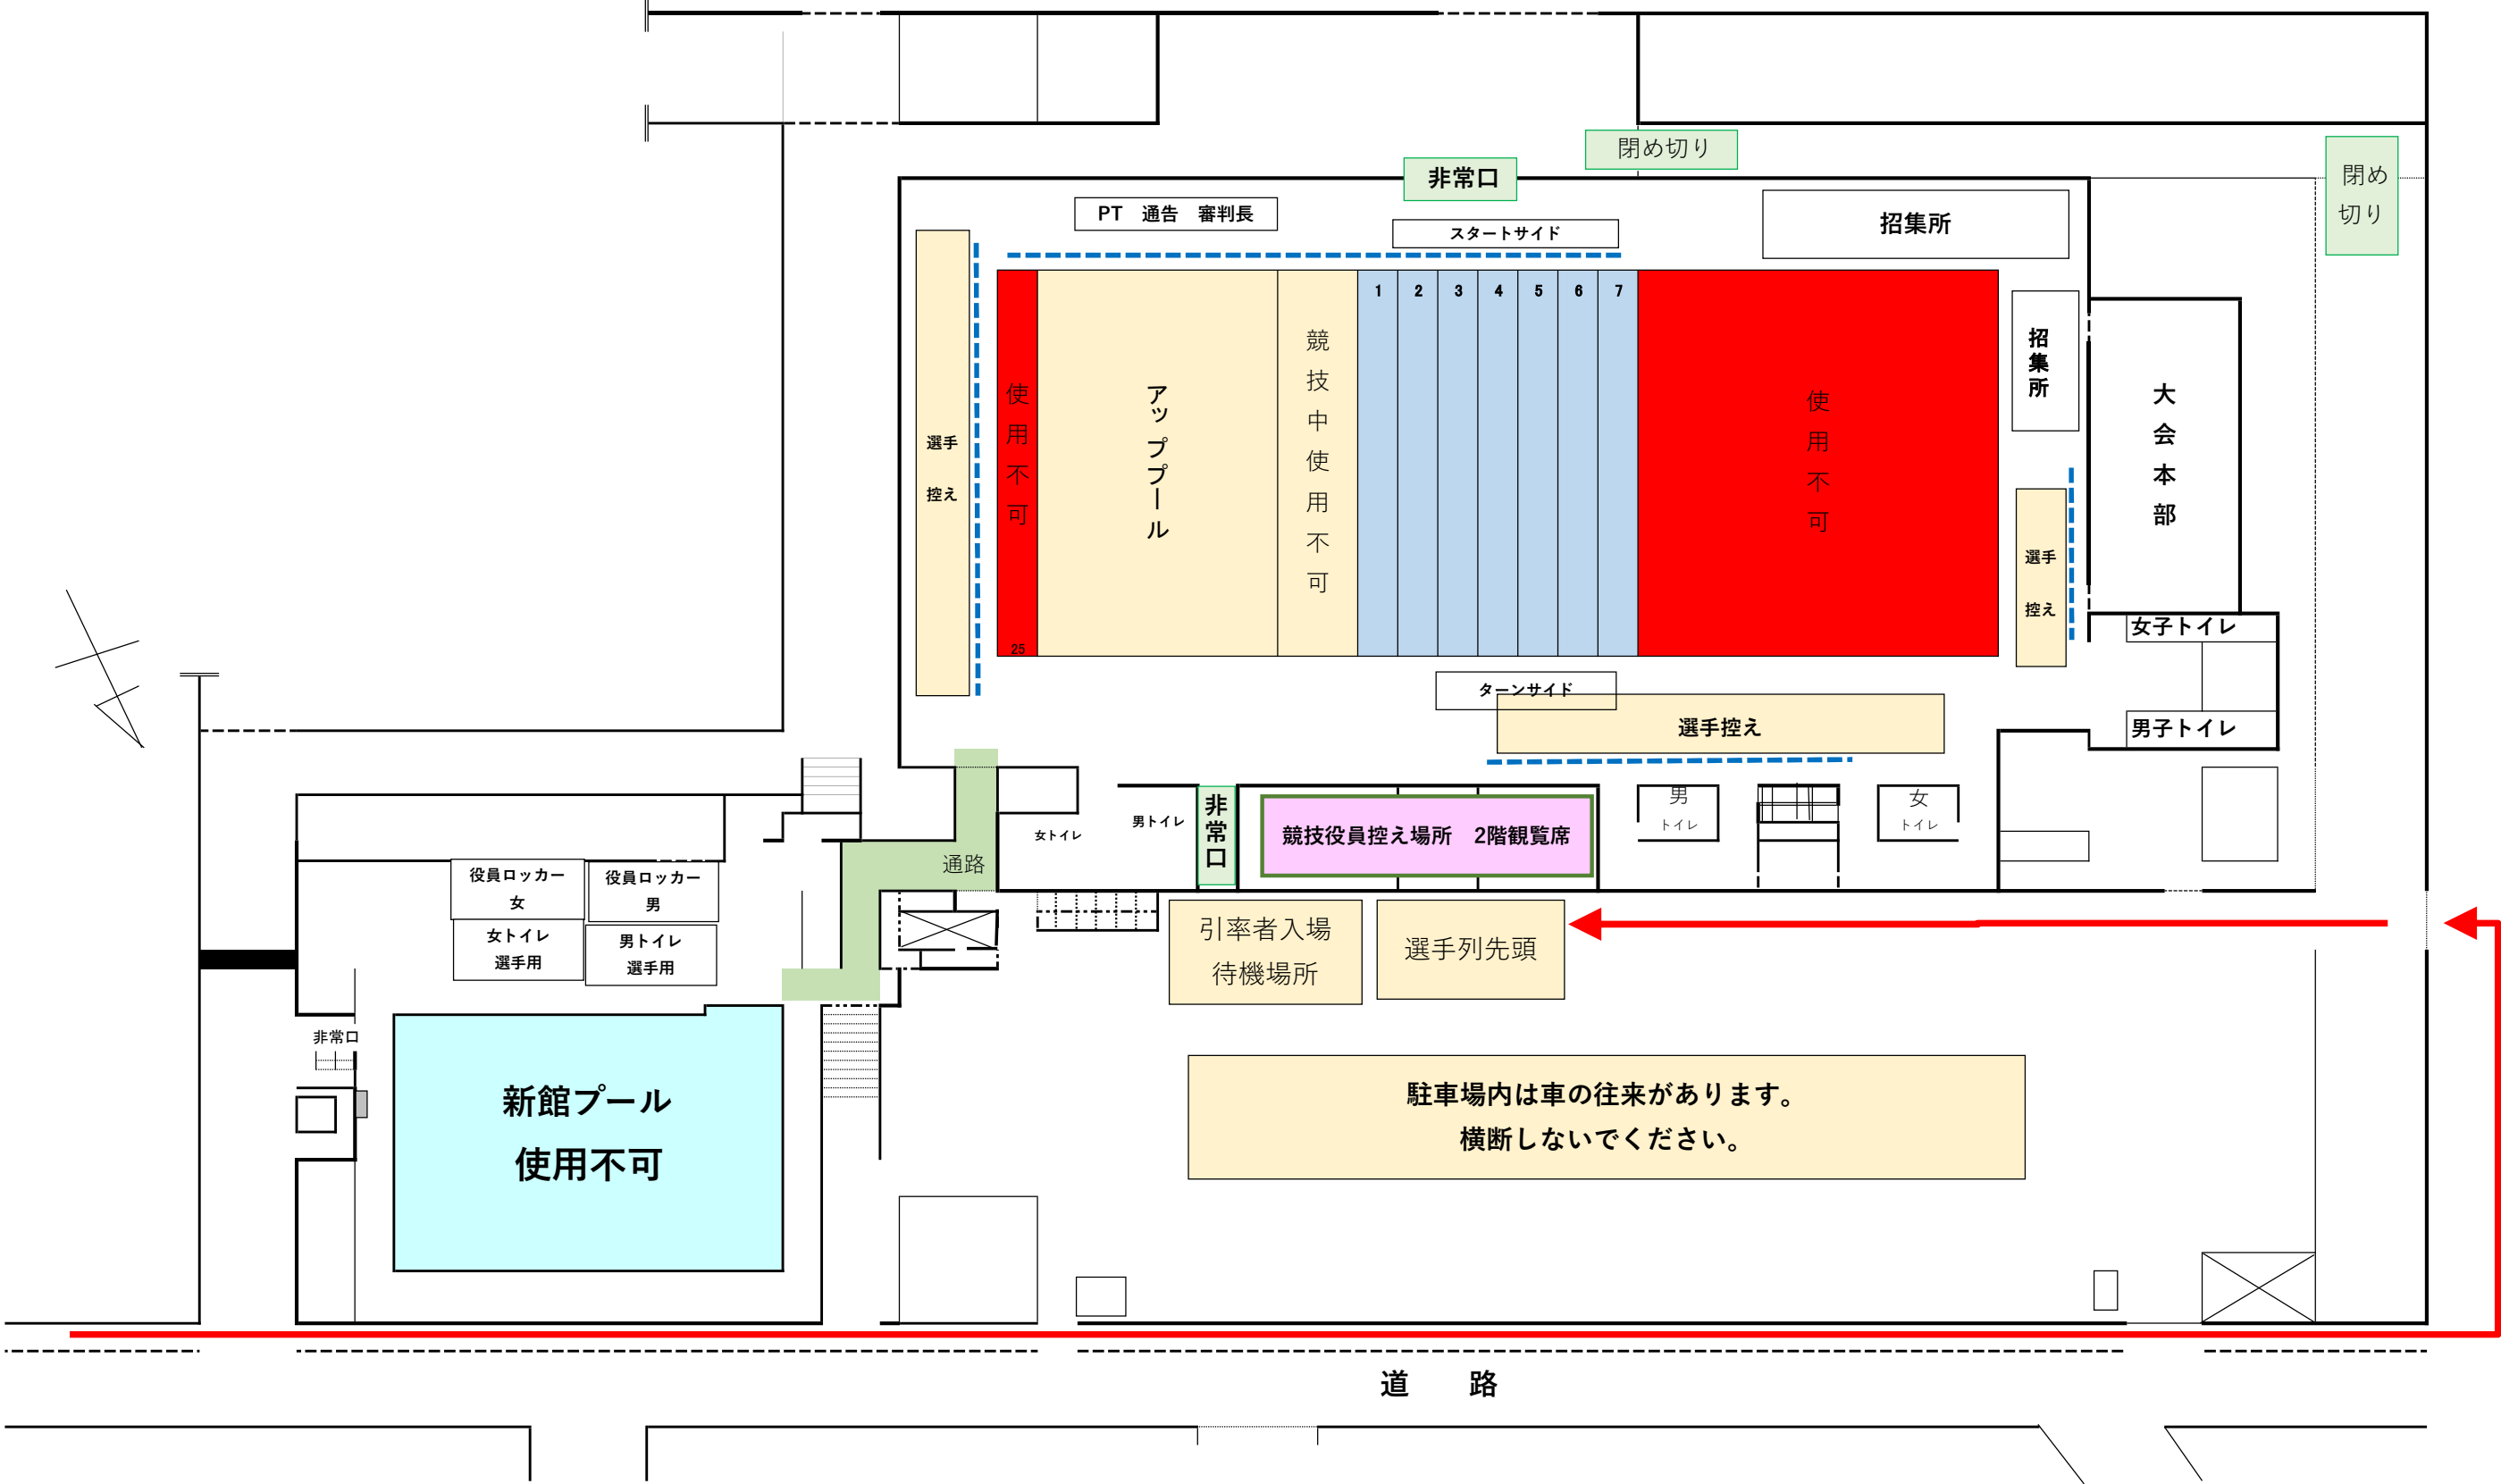 閉め切り
閉め
切り
非常口
PT　通告　審判長
スタートサイド
招集所
1 2 3 4 5 6 7
選手
控え
使用不可
25
アッププール
競技中使用不可
使用不可
招集所
選手
控え
大会本部
女子トイレ
男子トイレ
ターンサイド
選手控え
女トイレ
男トイレ
非常口
競技役員控え場所　2階観覧席
男
トイレ
女
トイレ
通路
役員ロッカー
女
役員ロッカー
男
女トイレ
選手用
男トイレ
選手用
引率者入場
待機場所
選手列先頭
非常口
新館プール
使用不可
駐車場内は車の往来があります。
横断しないでください。
道　路